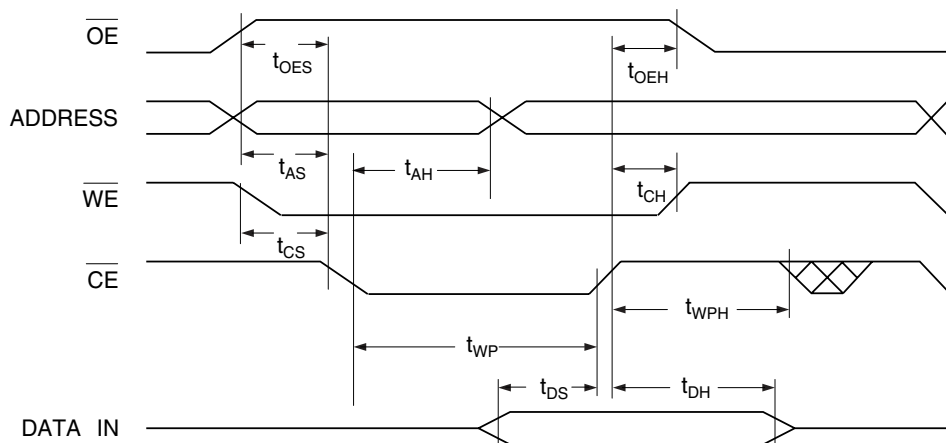 OE
tOES
tOEH
ADDRESS
tAS
tAH
tCH
WE
tCS
CE
tWPH
tWP
tDS
tDH
DATA IN